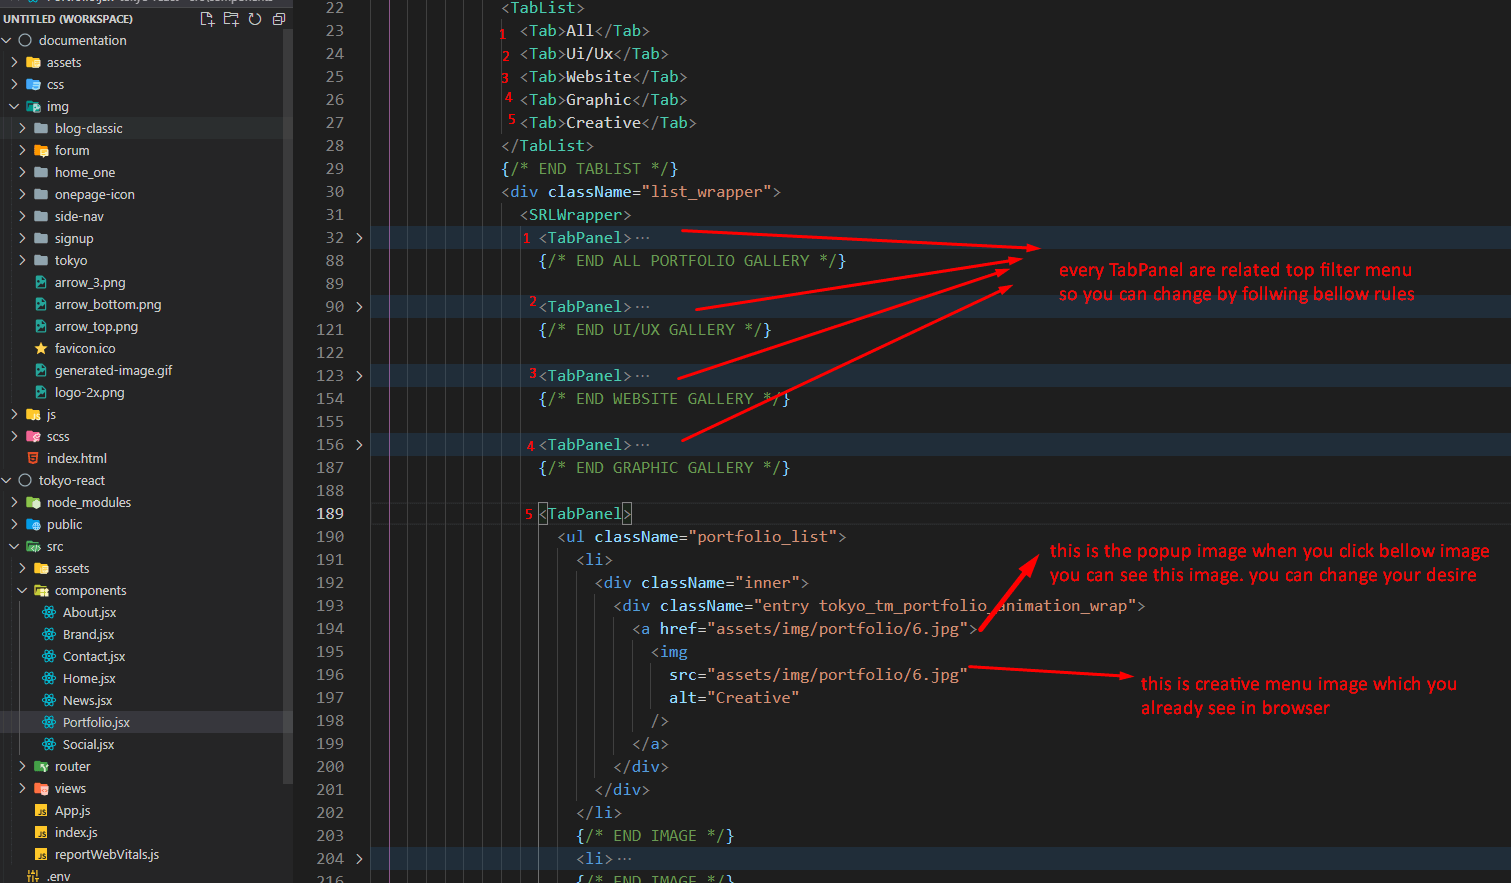 Portfolio.jsx tokyo-react - src\components
UNTITLED (WORKSPACE)
documentation
assets
css
img
blog-classic
forum
home_one
onepage-icon
side-nav
signup
tokyo
arrow_3.png
arrow_bottom.png
arrow_top.png
favicon.ico
generated-image.gif
logo-2x.png
js
scss
index.html
tokyo-react
node_modules
public
src
assets
components
About.jsx
Brand.jsx
Contact.jsx
Home.jsx
News.jsx
Portfolio.jsx
Social.jsx
router
views
App.js
index.js
reportWebVitals.js
.env
22 <TabList>
23 1 <Tab>All</Tab>
24 2 <Tab>Ui/Ux</Tab>
25 3 <Tab>Website</Tab>
26 4 <Tab>Graphic</Tab>
27 5 <Tab>Creative</Tab>
28 </TabList>
29 {/* END TABLIST */}
30 <div className="list_wrapper">
31 <SRLWrapper>
32 1 <TabPanel>···
88 {/* END ALL PORTFOLIO GALLERY */}
89
90 2 <TabPanel>···
121 {/* END UI/UX GALLERY */}
122
123 3 <TabPanel>···
154 {/* END WEBSITE GALLERY */}
155
156 4 <TabPanel>···
187 {/* END GRAPHIC GALLERY */}
188
189 5 <TabPanel>
190 <ul className="portfolio_list">
191 <li>
192 <div className="inner">
193 <div className="entry tokyo_tm_portfolio_animation_wrap">
194 <a href="assets/img/portfolio/6.jpg">
195 <img
196 src="assets/img/portfolio/6.jpg"
197 alt="Creative"
198 />
199 </a>
200 </div>
201 </div>
202 </li>
203 {/* END IMAGE */}
204 <li>···
216 {/* END IMAGE */}
every TabPanel are related top filter menu
so you can change by follwing bellow rules
this is the popup image when you click bellow image
you can see this image. you can change your desire
this is creative menu image which you
already see in browser